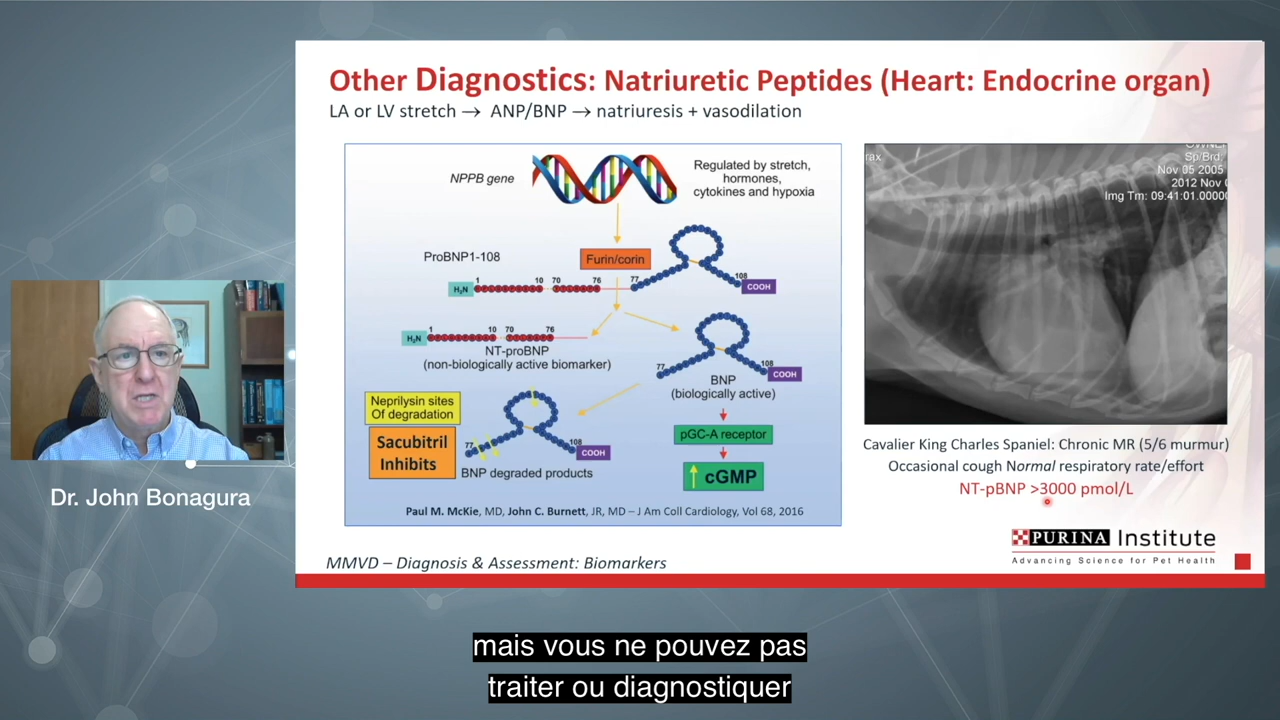 Other Diagnostics: Natriuretic Peptides (Heart: Endocrine organ)
LA or LV stretch → ANP/BNP → natriuresis + vasodilation
NPPB gene
Regulated by stretch,
hormones,
cytokines and hypoxia
ProBNP1-108
Furin/corin
1
10
70
76
77
108
H₂N
COOH
H₂N
1
10
70
76
NT-proBNP
(non-biologically active biomarker)
77
108
COOH
BNP
(biologically active)
Neprilysin sites
Of degradation
Sacubitril
Inhibits
77
108
COOH
BNP degraded products
pGC-A receptor
cGMP
Paul M. McKie, MD, John C. Burnett, JR, MD – J Am Coll Cardiology, Vol 68, 2016
rax
OWNER
Sp/Brd,
Nov 05 2005
2012 Nov
Img Tm: 09:41:01.0000
Cavalier King Charles Spaniel: Chronic MR (5/6 murmur)
Occasional cough Normal respiratory rate/effort
NT-pBNP >3000 pmol/L
PURINA Institute
Advancing Science for Pet Health
MMVD – Diagnosis & Assessment: Biomarkers
Dr. John Bonagura
mais vous ne pouvez pas
traiter ou diagnostiquer